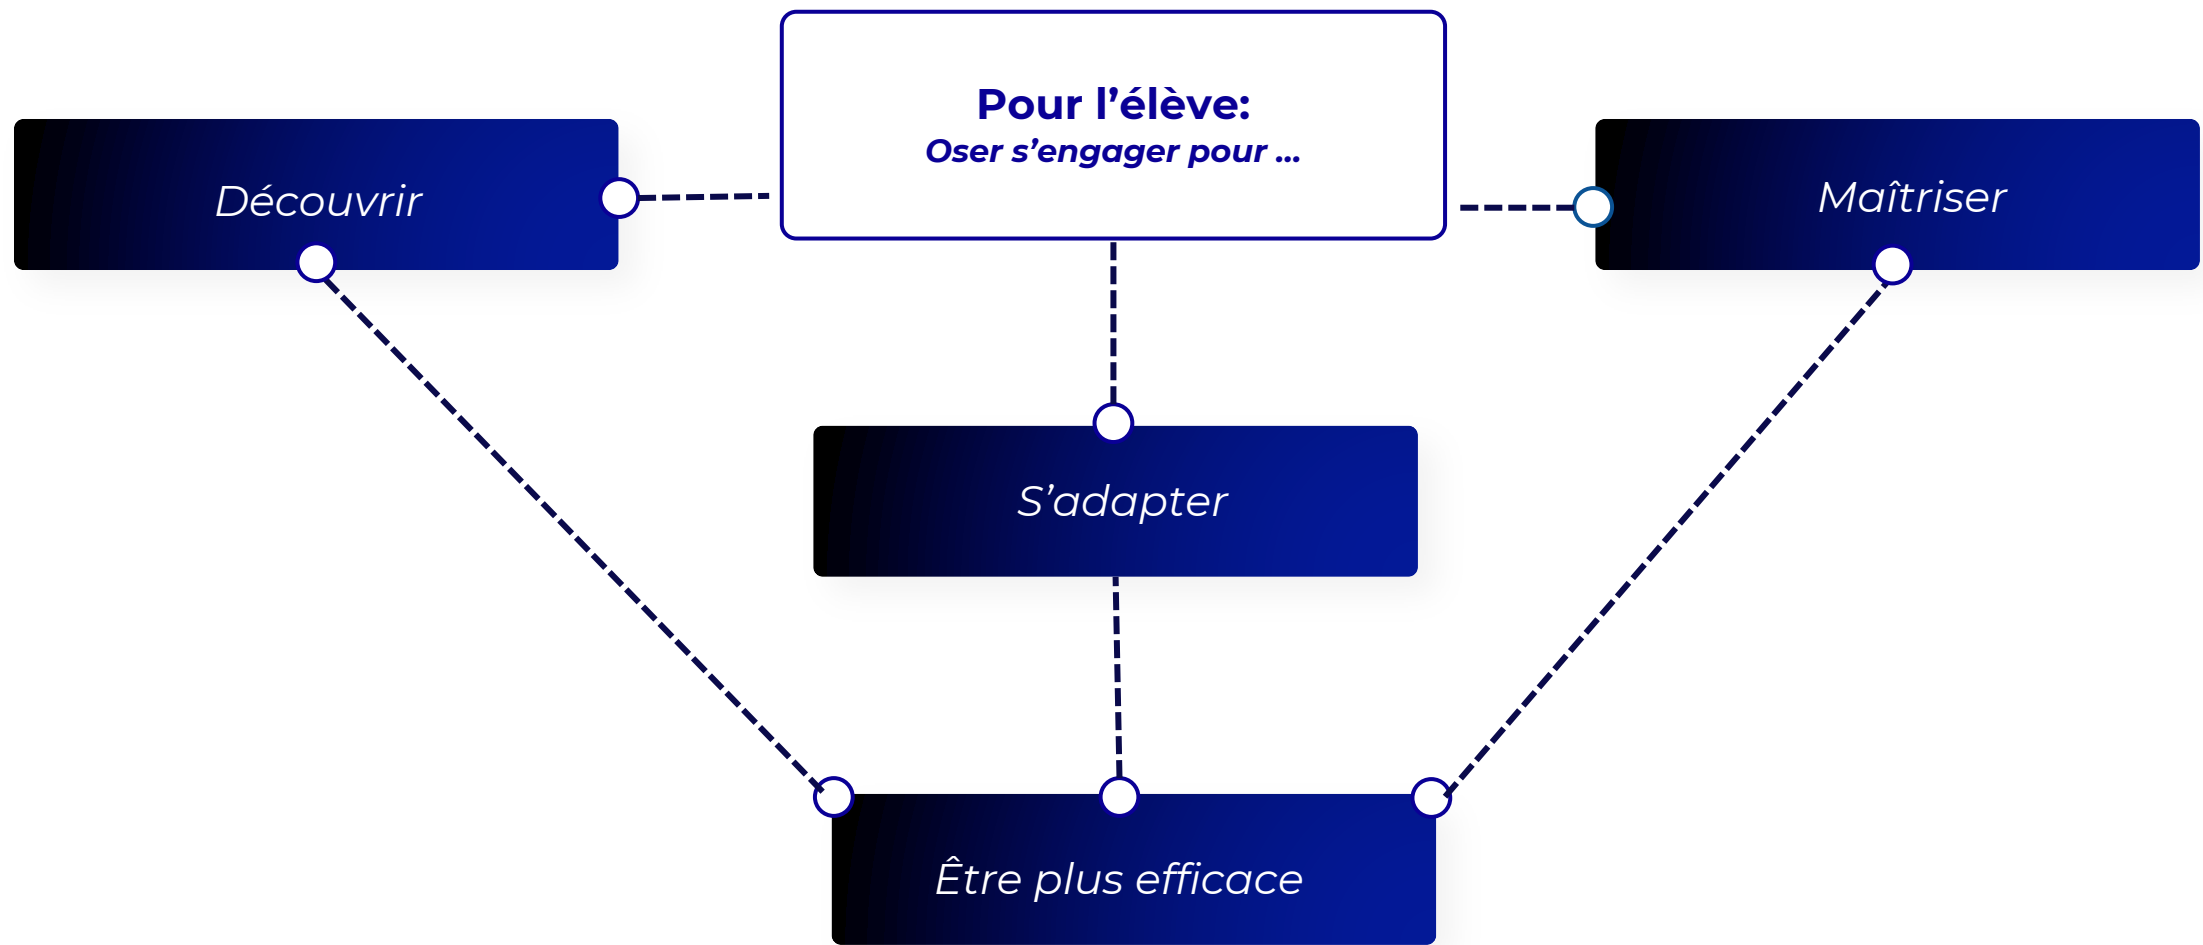 Pour l’élève:
Oser s’engager pour ...
Découvrir
Maîtriser
S’adapter
Être plus efficace